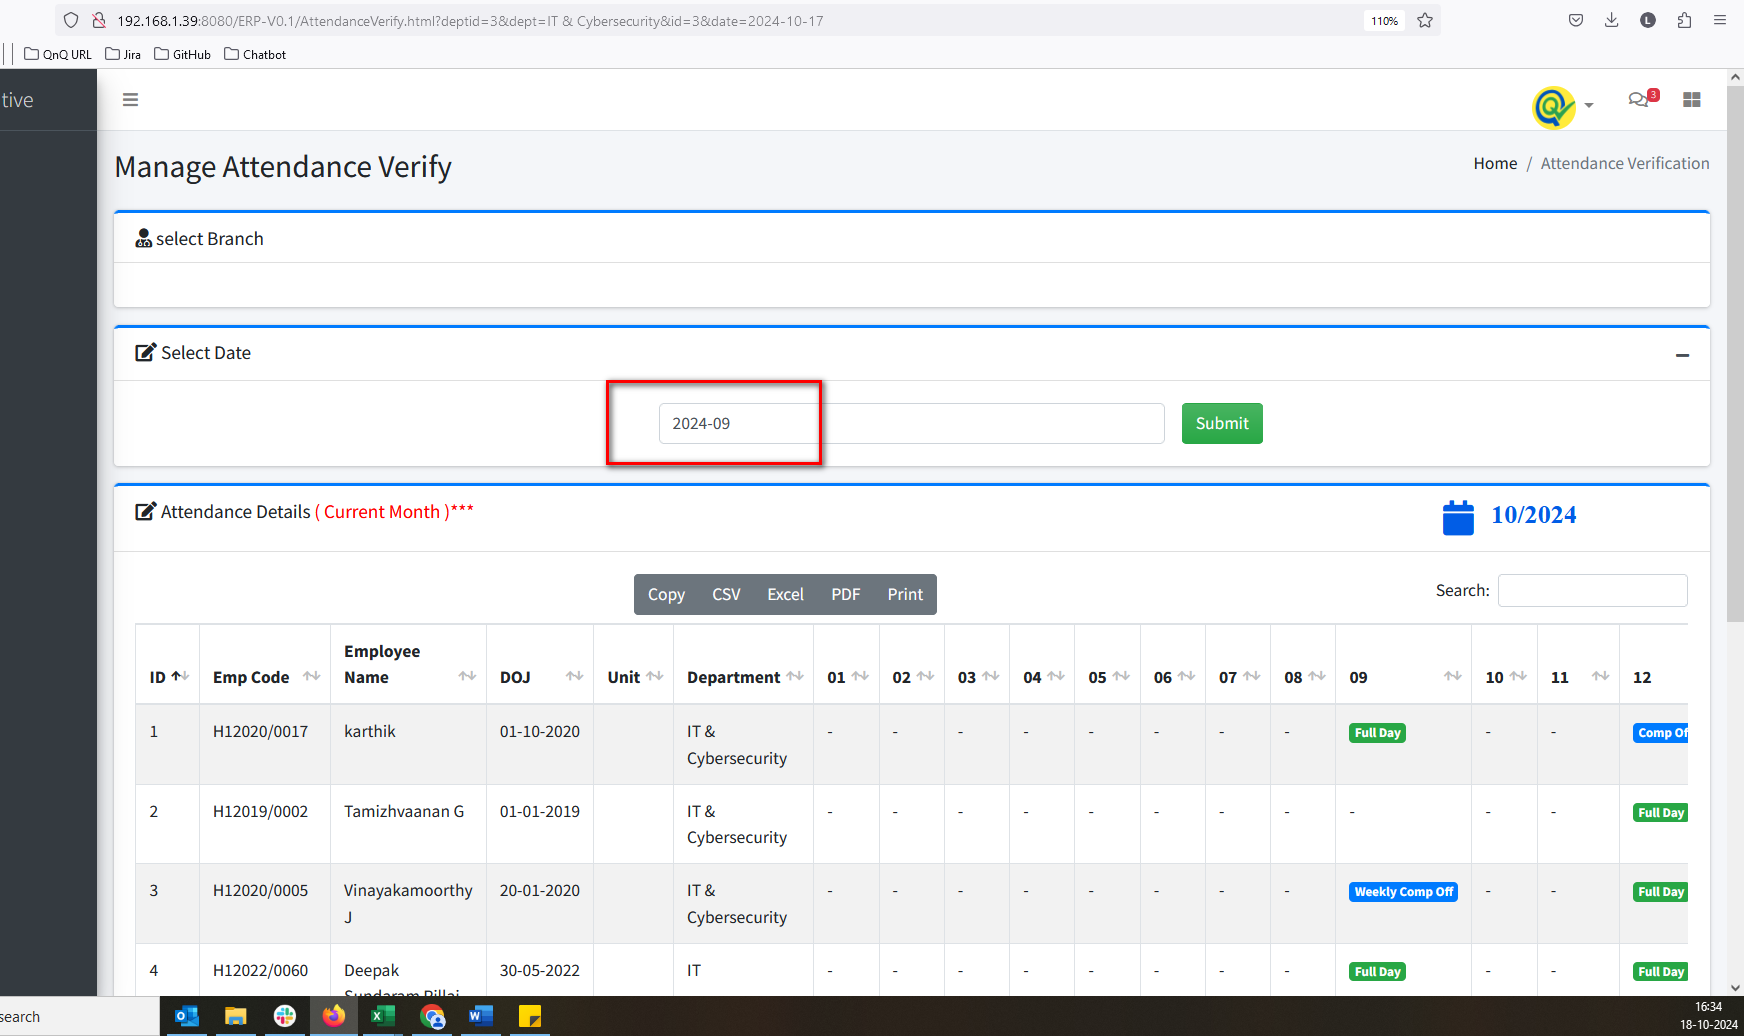 192.168.1.39:8080/ERP-V0.1/AttendanceVerify.html?deptid=3&dept=IT & Cybersecurity&id=3&date=2024-10-17 110% L
QnQ URL Jira GitHub Chatbot
tive 3
Manage Attendance Verify Home / Attendance Verification
select Branch
Select Date
2024-09 Submit
Attendance Details ( Current Month )*** 10/2024
Copy CSV Excel PDF Print Search:
Employee
ID Emp Code Name DOJ Unit Department 01 02 03 04 05 06 07 08 09 10 11 12
1 H12020/0017 karthik 01-10-2020 IT & - - - - - - - - Full Day - - Comp Of
Cybersecurity
2 H12019/0002 Tamizhvaanan G 01-01-2019 IT & - - - - - - - - - - - Full Day
Cybersecurity
3 H12020/0005 Vinayakamoorthy 20-01-2020 IT & - - - - - - - - Weekly Comp Off - - Full Day
J Cybersecurity
4 H12022/0060 Deepak 30-05-2022 IT - - - - - - - - Full Day - - Full Day
Sundaram Pillai
search 16:34
18-10-2024